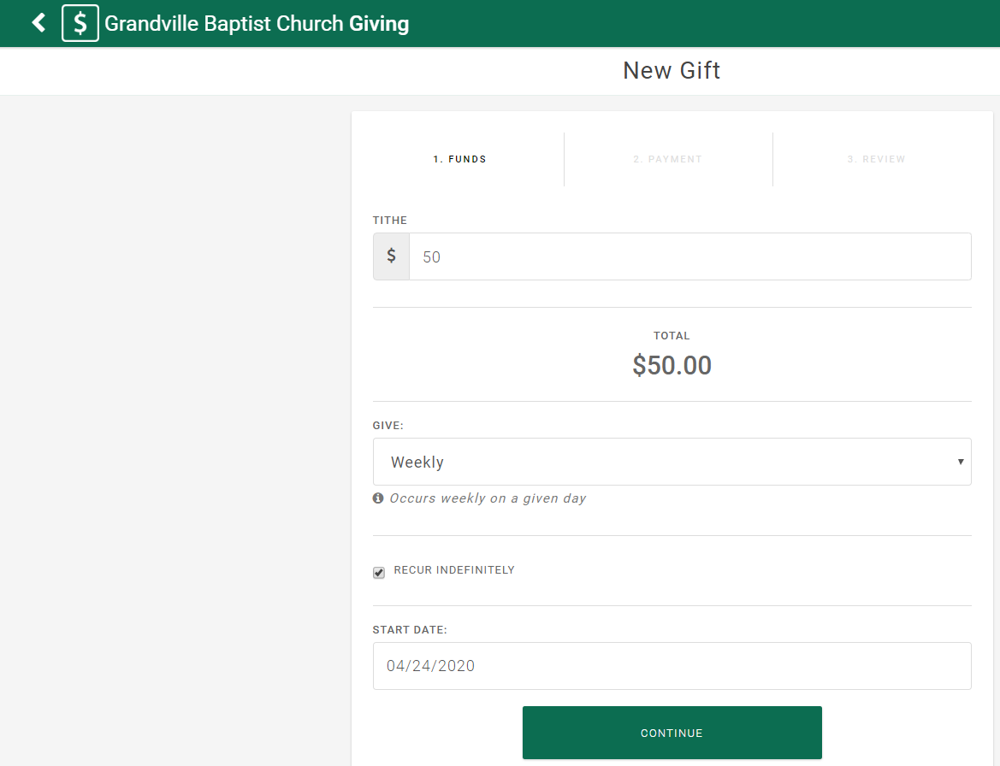 $ Grandville Baptist Church Giving
New Gift
1. FUNDS 2. PAYMENT 3. REVIEW
TITHE
$ 50
TOTAL
$50.00
GIVE:
Weekly
Occurs weekly on a given day
RECUR INDEFINITELY
START DATE:
04/24/2020
CONTINUE